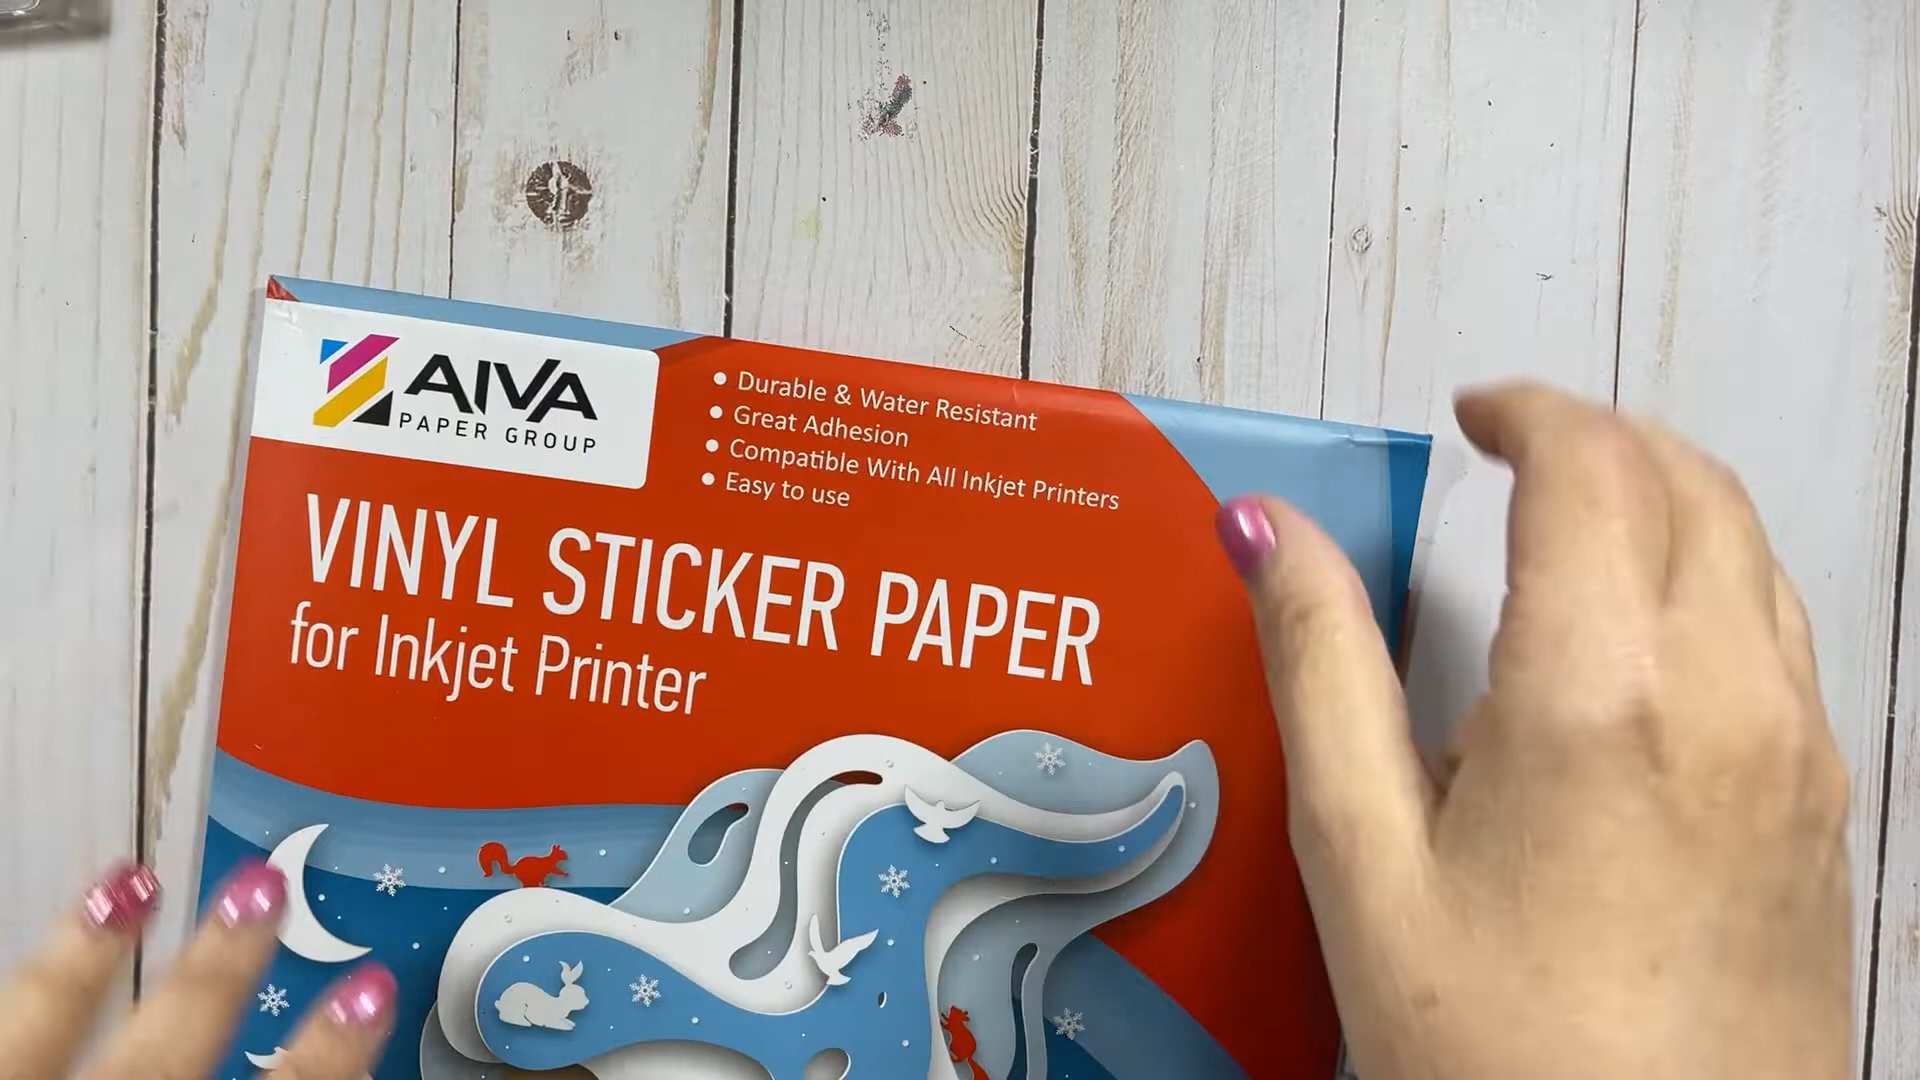 AIVA
PAPER GROUP
Durable & Water Resistant
Great Adhesion
Compatible With All Inkjet Printers
Easy to use
VINYL STICKER PAPER
for Inkjet Printer